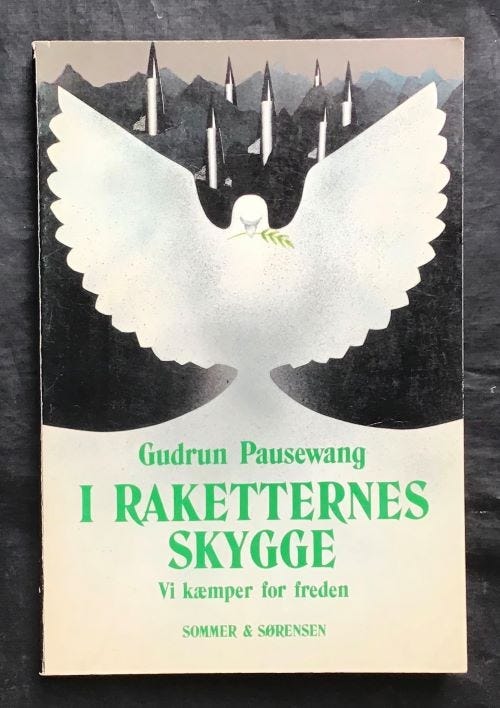 Gudrun Pausewang
I RAKETTERNES
SKYGGE
Vi kæmper for freden
SOMMER & SØRENSEN